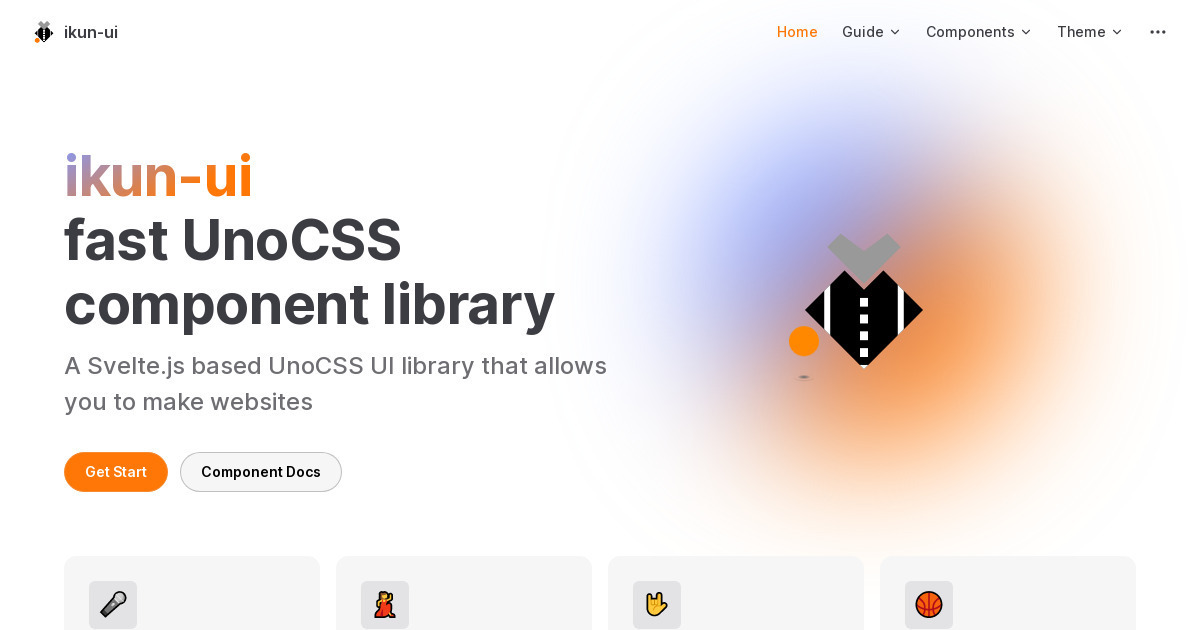 ikun-ui
Home
Guide
Components
Theme
ikun-ui
fast UnoCSS
component library
A Svelte.js based UnoCSS UI library that allows
you to make websites
Get Start
Component Docs